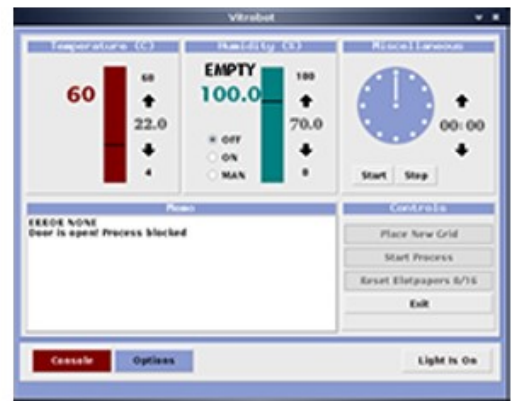 Vitrobot
Temperature (C)
60
60
22.0
4
Humidity (%)
EMPTY
100.0
100
70.0
OFF
ON
MAN
0
Miscellaneous
00:00
Start Stop
Memo
ERROR NONE
Door is open! Process blocked
Controls
Place New Grid
Start Process
Reset Blotpapers 0/16
Exit
Console
Options
Light Is On